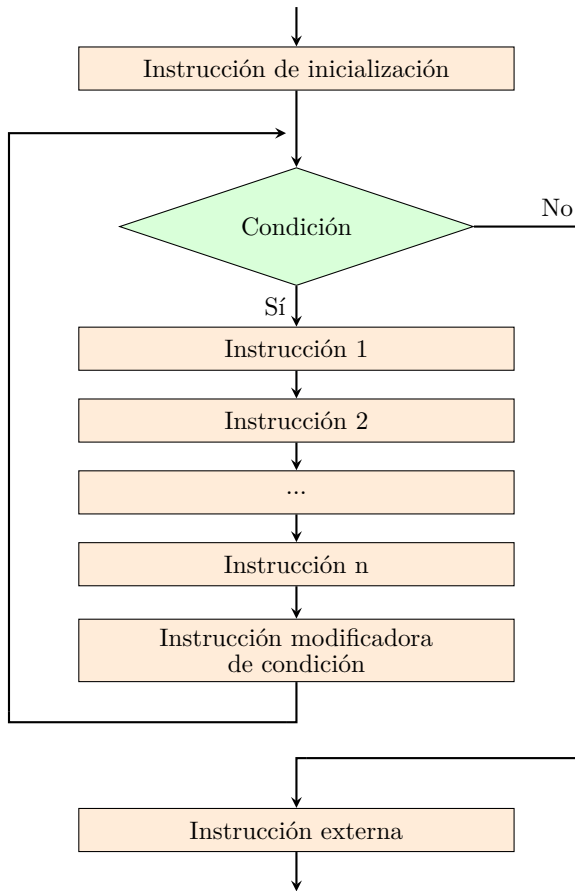 Instrucción de inicialización
Condición
No
Sí
Instrucción 1
Instrucción 2
...
Instrucción n
Instrucción modificadora
de condición
Instrucción externa